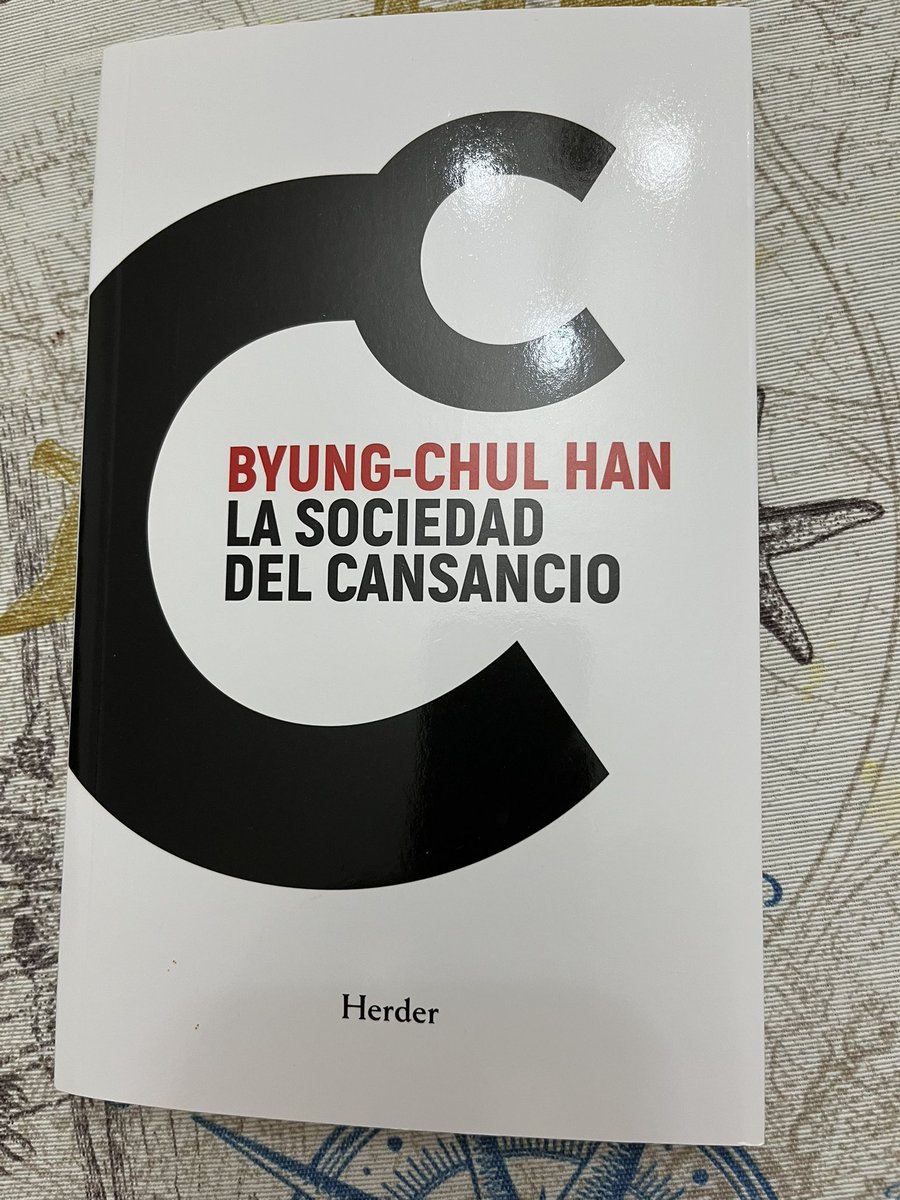 BYUNG-CHUL HAN
LA SOCIEDAD
DEL CANSANCIO
Herder